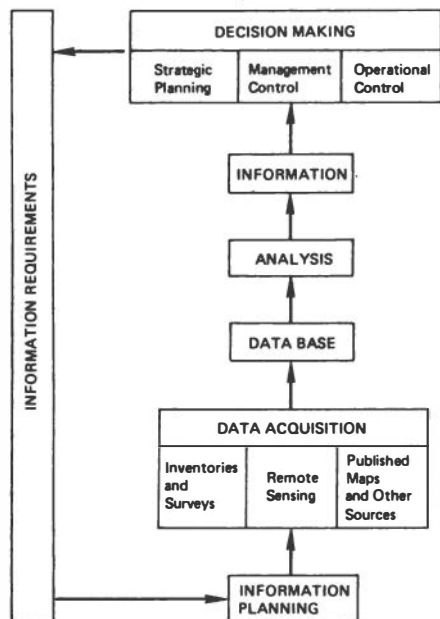 DECISION MAKING
Strategic
Planning
Management
Control
Operational
Control
INFORMATION
ANALYSIS
DATA BASE
DATA ACQUISITION
Inventories
and
Surveys
Remote
Sensing
Published
Maps
and Other
Sources
INFORMATION
PLANNING
INFORMATION REQUIREMENTS